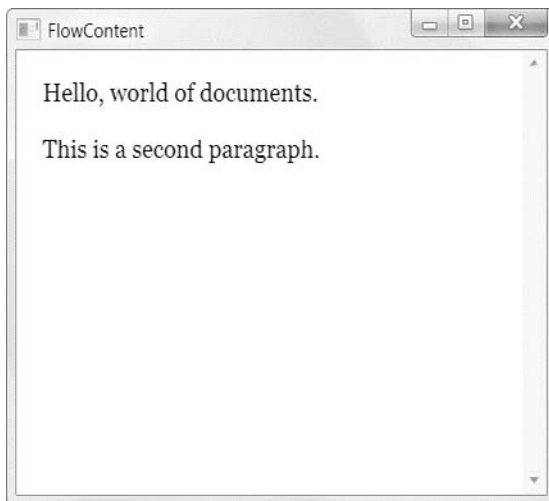 FlowContent
Hello, world of documents.
This is a second paragraph.